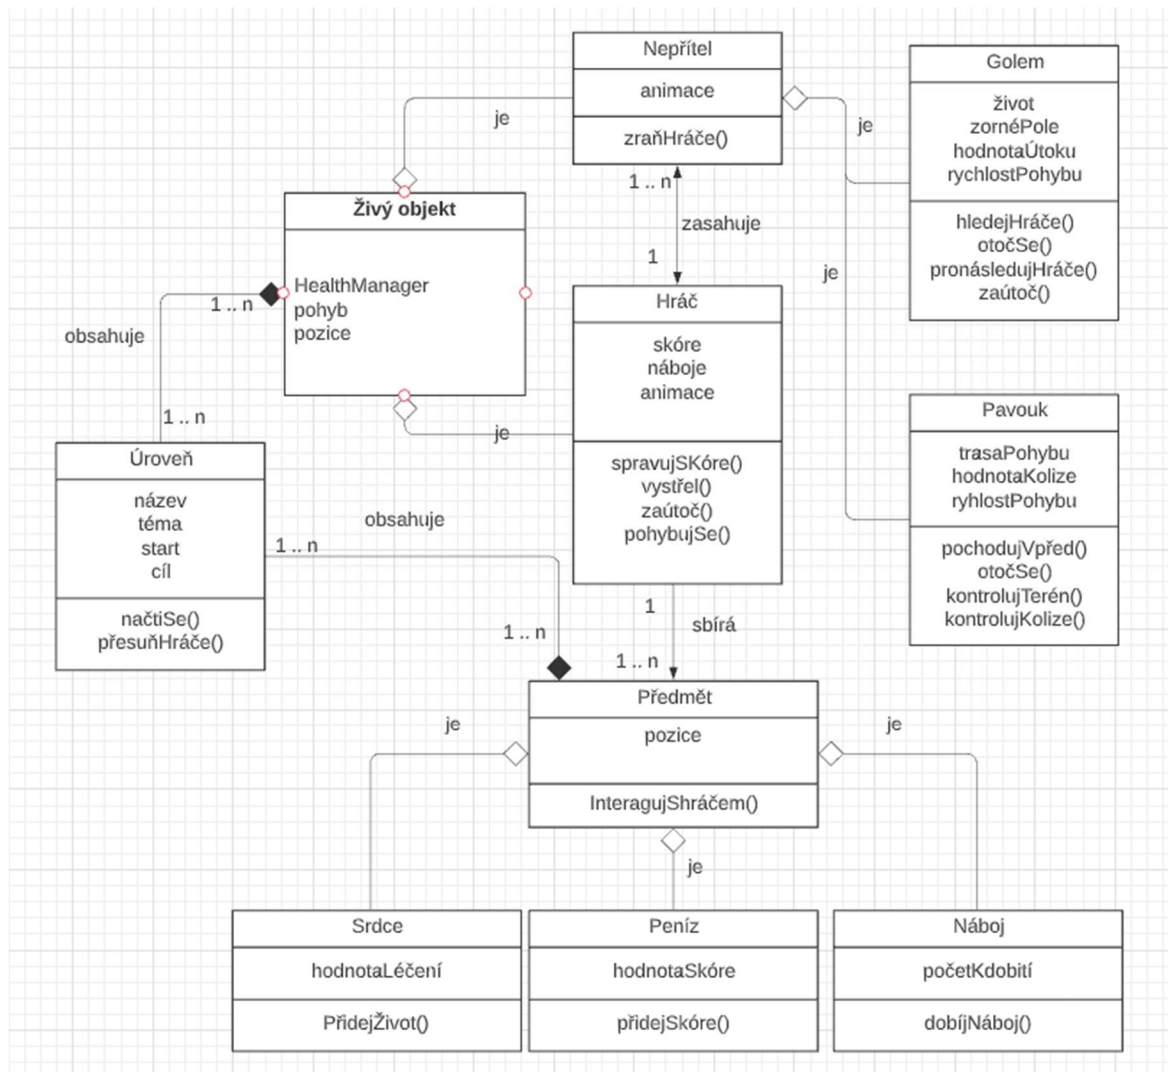 Nepřítel
animace
zraňHráče()
Golem
život
zornéPole
hodnotaÚtoku
rychlostPohybu
hledejHráče()
otočSe()
pronásledujHráče()
zaútoč()
je
je
je
1 .. n
zasahuje
1
Živý objekt
HealthManager
pohyb
pozice
1 .. n
obsahuje
1 .. n
Hráč
skóre
náboje
animace
spravujSKóre()
vystřel()
zaútoč()
pohybujSe()
je
Pavouk
trasaPohybu
hodnotaKolize
ryhlostPohybu
pochodujVpřed()
otočSe()
kontrolujTerén()
kontrolujKolize()
Úroveň
název
téma
start
cíl
načtiSe()
přesuňHráče()
obsahuje
1 .. n
1 .. n
1
sbírá
1 .. n
Předmět
pozice
InteragujShráčem()
je
je
je
Srdce
hodnotaLéčení
PřidejŽivot()
Peníz
hodnotaSkóre
přidejSkóre()
Náboj
početKdobití
dobíjNáboj()